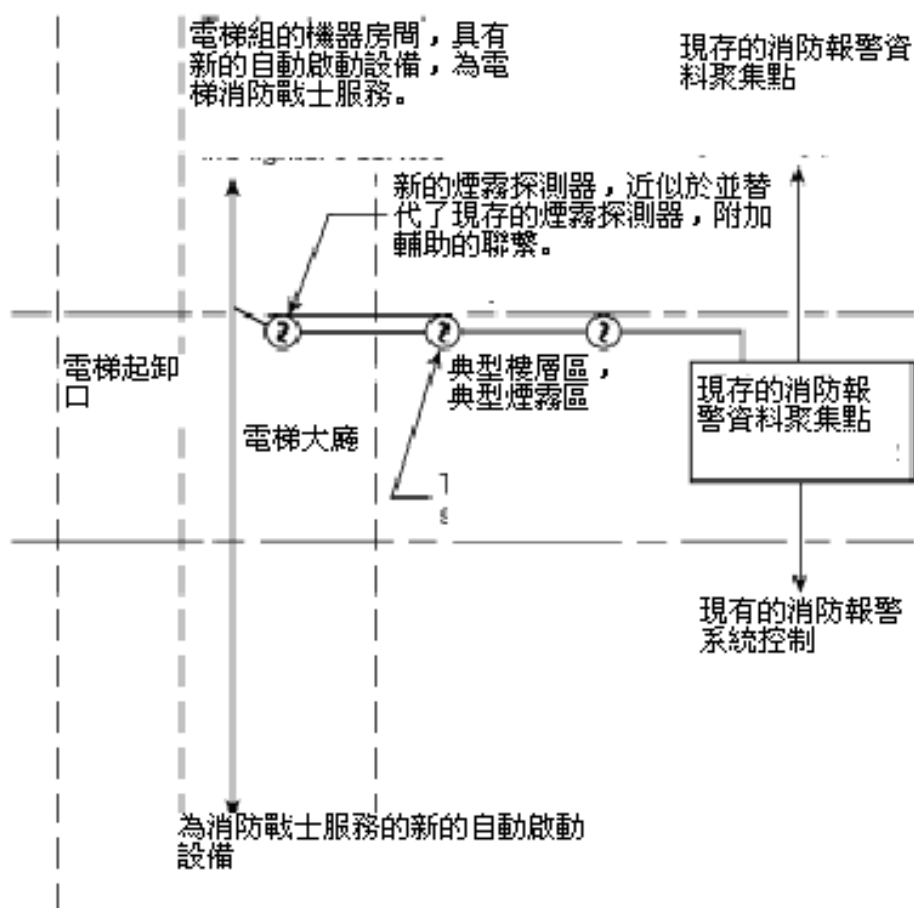 電梯組的機器房間，具有
新的自動啟動設備，為電
梯消防戰士服務。
現存的消防報警資
料聚集點
新的煙霧探測器，近似於並替
代了現存的煙霧探測器，附加
輔助的聯繫。
電梯起卸
口
典型樓層區，
典型煙霧區
現存的消防報
警資料聚集點
電梯大廳
現有的消防報警
系統控制
為消防戰士服務的新的自動啟動
設備